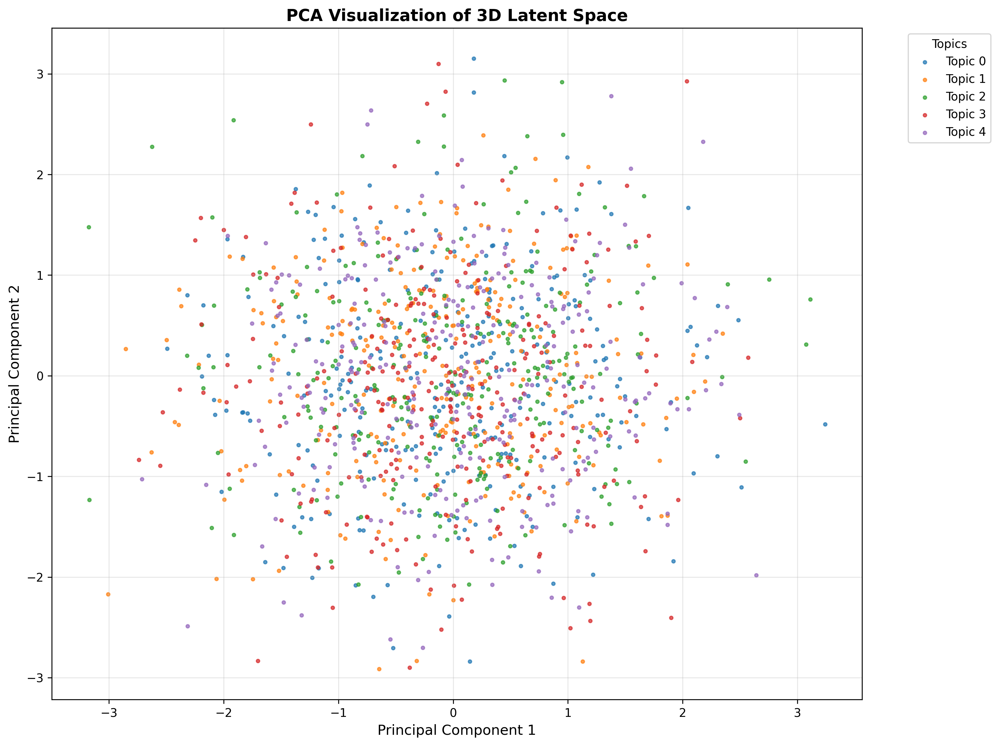 PCA Visualization of 3D Latent Space
Topics
Topic 0
Topic 1
Topic 2
Topic 3
Topic 4
3
2
1
0
−1
−2
−3
Principal Component 2
−3
−2
−1
0
1
2
3
Principal Component 1